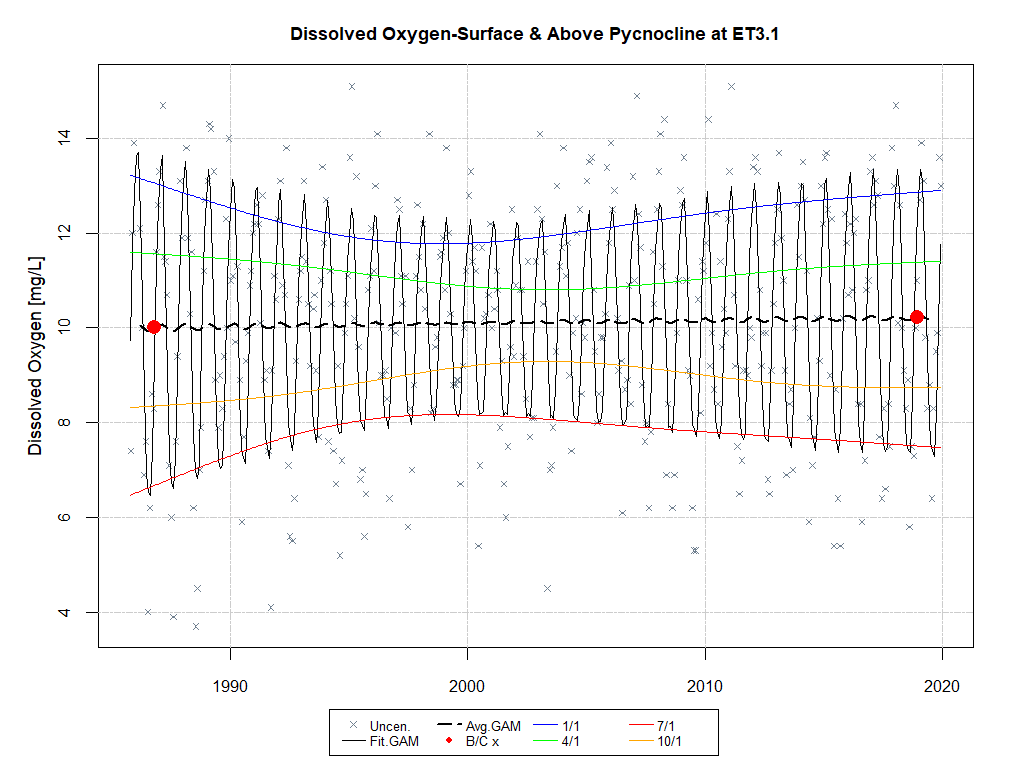 Dissolved Oxygen-Surface & Above Pycnocline at ET3.1
Dissolved Oxygen [mg/L]
14
12
10
8
6
4
1990 2000 2010 2020
Uncen. Avg.GAM 1/1 7/1
Fit.GAM B/C x 4/1 10/1